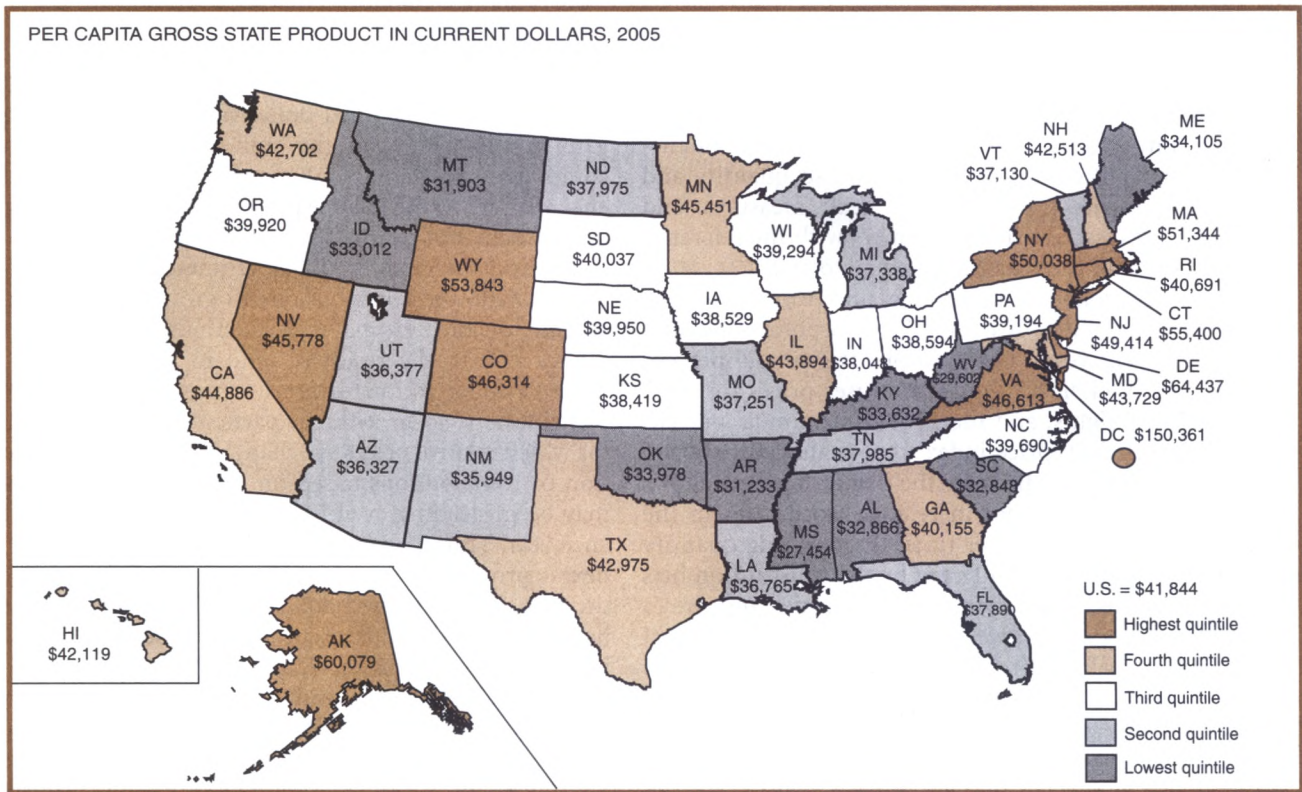 PER CAPITA GROSS STATE PRODUCT IN CURRENT DOLLARS, 2005
WA
$42,702
OR
$39,920
CA
$44,886
NV
$45,778
ID
$33,012
MT
$31,903
WY
$53,843
UT
$36,377
CO
$46,314
AZ
$36,327
NM
$35,949
ND
$37,975
SD
$40,037
NE
$39,950
KS
$38,419
OK
$33,978
TX
$42,975
MN
$45,451
IA
$38,529
MO
$37,251
AR
$31,233
LA
$36,765
WI
$39,294
IL
$43,894
MI
$37,338
IN
$38,048
OH
$38,594
KY
$33,632
TN
$37,985
MS
$27,454
AL
$32,866
GA
$40,155
FL
$37,890
SC
$32,848
NC
$39,690
VA
$46,613
WV
$29,602
PA
$39,194
NY
$50,038
VT
$37,130
NH
$42,513
ME
$34,105
MA
$51,344
RI
$40,691
CT
$55,400
NJ
$49,414
DE
$64,437
MD
$43,729
DC $150,361
HI
$42,119
AK
$60,079
U.S. = $41,844
Highest quintile
Fourth quintile
Third quintile
Second quintile
Lowest quintile